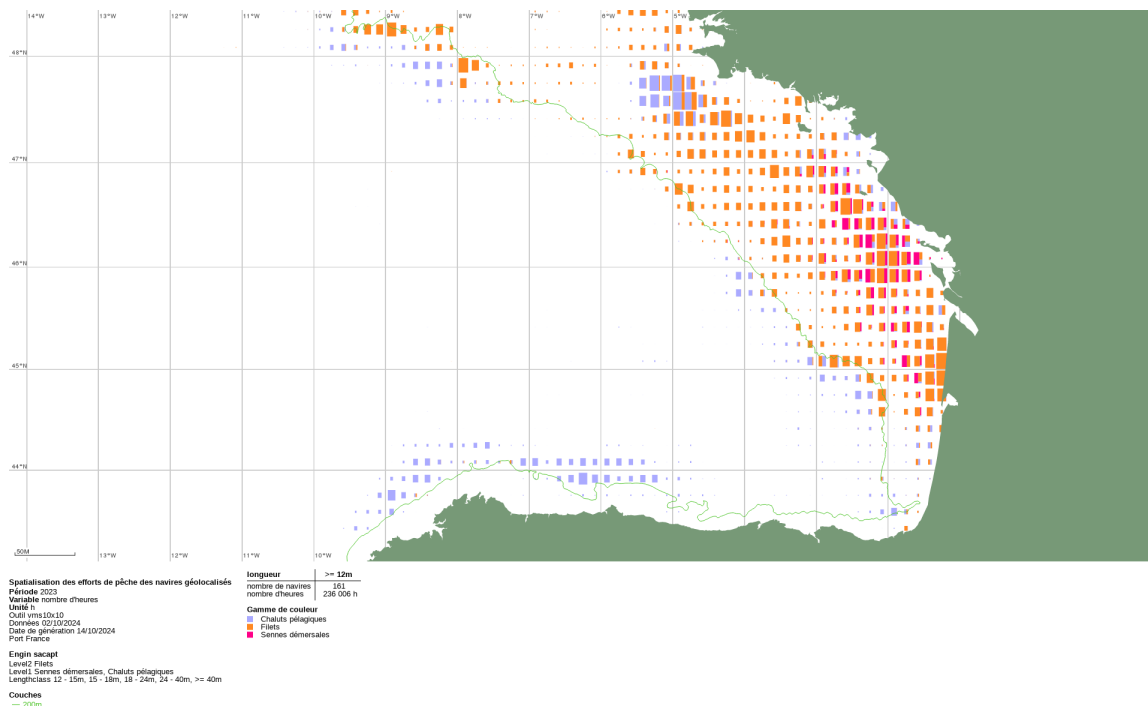 14°W 13°W 12°W 11°W 10°W 9°W 8°W 7°W 6°W 5°W
48°N
47°N
46°N
45°N
44°N
50M
13°W 12°W 11°W 10°W
Spatialisation des efforts de pêche des navires géolocalisés
Période 2023
Variable nombre d'heures
Unité h
Outil vms10x10
Données 02/10/2024
Date de génération 14/10/2024
Port France
Engin sacapt
Level2 Filets
Level1 Sennes démersales, Chaluts pélagiques
Lengthclass 12 - 15m, 15 - 18m, 18 - 24m, 24 - 40m, >= 40m
Couches
200m
longueur >= 12m
nombre de navires 161
nombre d'heures 236 006 h
Gamme de couleur
Chaluts pélagiques
Filets
Sennes démersales